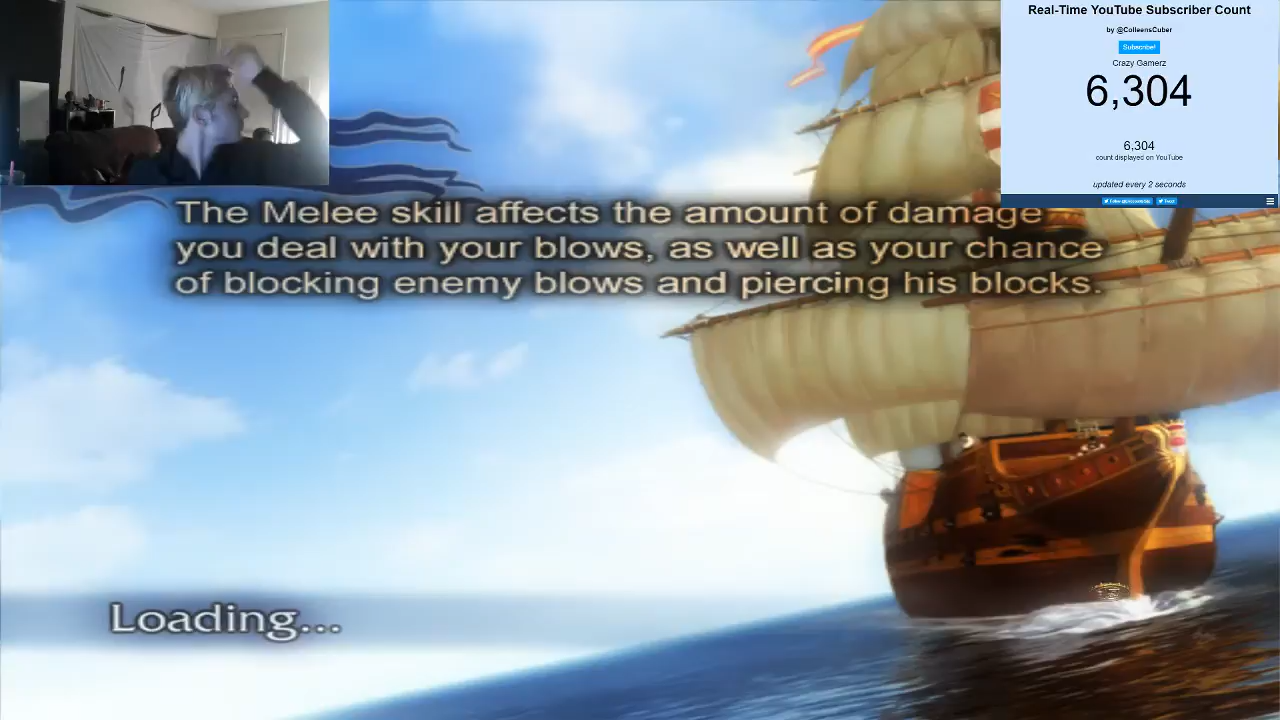 Real-Time YouTube Subscriber Count
by @ColleensCuber
Subscribe!
Crazy Gamerz
6,304
6,304
count displayed on YouTube
updated every 2 seconds
Tweet
The Melee skill affects the amount of damage
you deal with your blows, as well as your chance
of blocking enemy blows and piercing his blocks.
Loading...